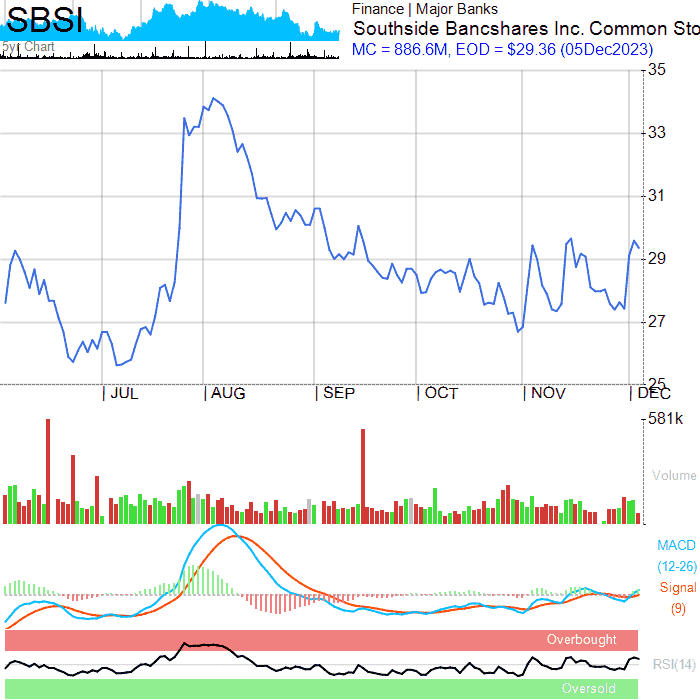 SBSI
5yr Chart
Finance | Major Banks
Southside Bancshares Inc. Common Sto
MC = 886.6M, EOD = $29.36 (05Dec2023)
35
33
31
29
27
25
JUL
AUG
SEP
OCT
NOV
DEC
581k
Volume
MACD
(12-26)
Signal
(9)
Overbought
RSI(14)
Oversold